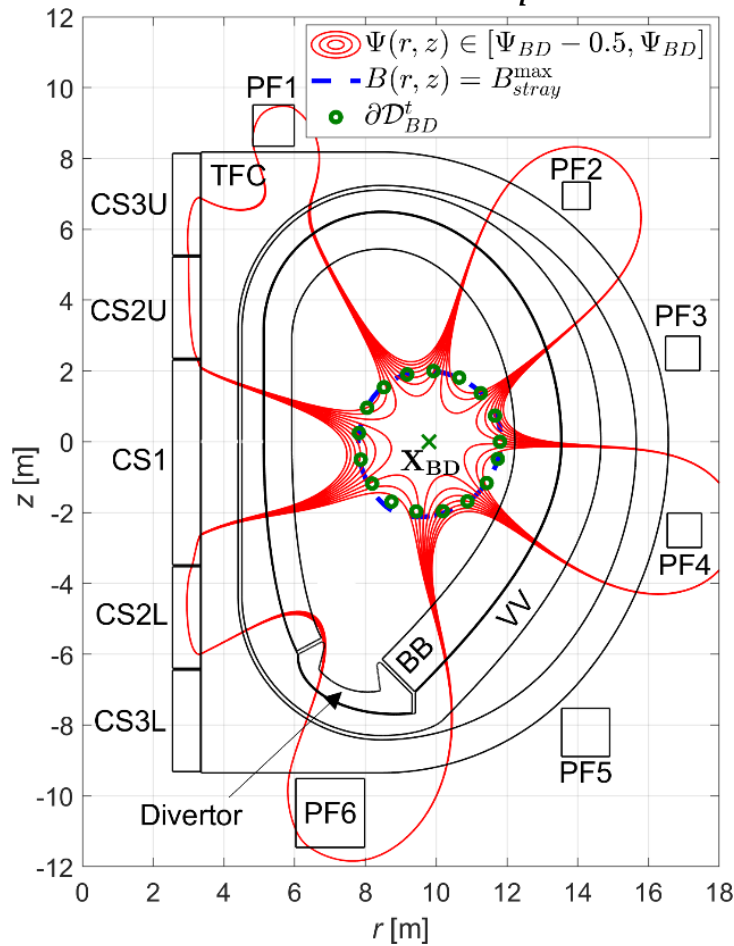 Ψ(r, z) ∈ [Ψ_BD − 0.5, Ψ_BD]
B(r, z) = B_stray^max
∂𝒟_BD^t
12
10
8
6
4
2
0
-2
-4
-6
-8
-10
-12
z [m]
PF1
TFC
PF2
CS3U
CS2U
PF3
CS1
X_BD
PF4
CS2L
BB
VV
CS3L
PF5
Divertor
PF6
0 2 4 6 8 10 12 14 16 18
r [m]